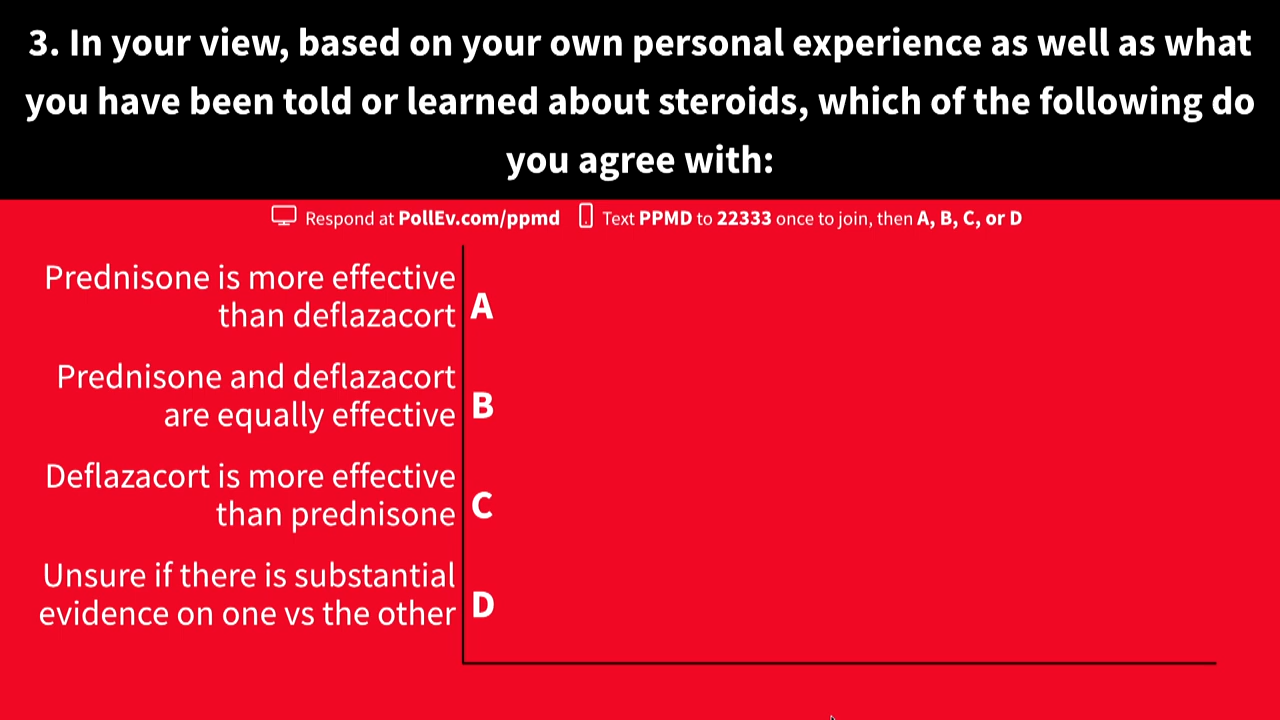 3. In your view, based on your own personal experience as well as what
you have been told or learned about steroids, which of the following do
you agree with:
Respond at PollEv.com/ppmd Text PPMD to 22333 once to join, then A, B, C, or D
Prednisone is more effective
than deflazacort
A
Prednisone and deflazacort
are equally effective
B
Deflazacort is more effective
than prednisone
C
Unsure if there is substantial
evidence on one vs the other
D